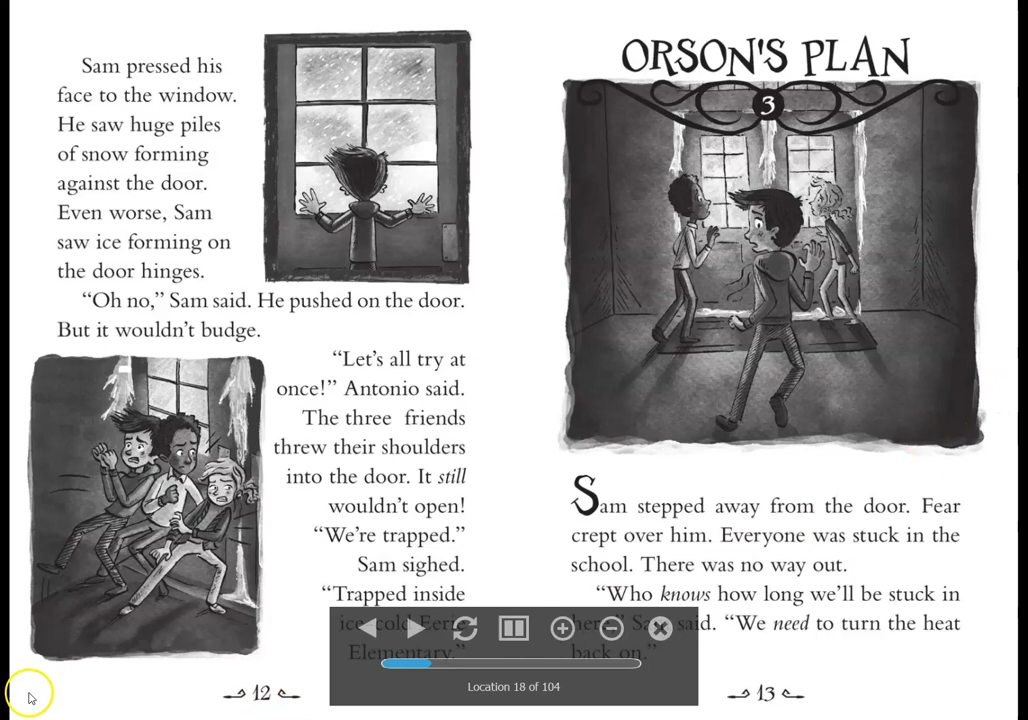 Sam pressed his
face to the window.
He saw huge piles
of snow forming
against the door.
Even worse, Sam
saw ice forming on
the door hinges.
“Oh no,” Sam said. He pushed on the door.
But it wouldn’t budge.
“Let’s all try at
once!” Antonio said.
The three friends
threw their shoulders
into the door. It still
wouldn’t open!
“We’re trapped.”
Sam sighed.
“Trapped inside
ice-cold Eerie
Elementary.”
12
ORSON'S PLAN
3
Sam stepped away from the door. Fear
crept over him. Everyone was stuck in the
school. There was no way out.
“Who knows how long we’ll be stuck in
here,” Sam said. “We need to turn the heat
back on.”
13
Location 18 of 104